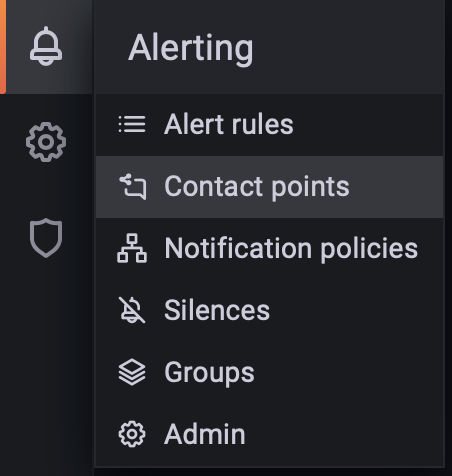 Alerting
Alert rules
Contact points
Notification policies
Silences
Groups
Admin